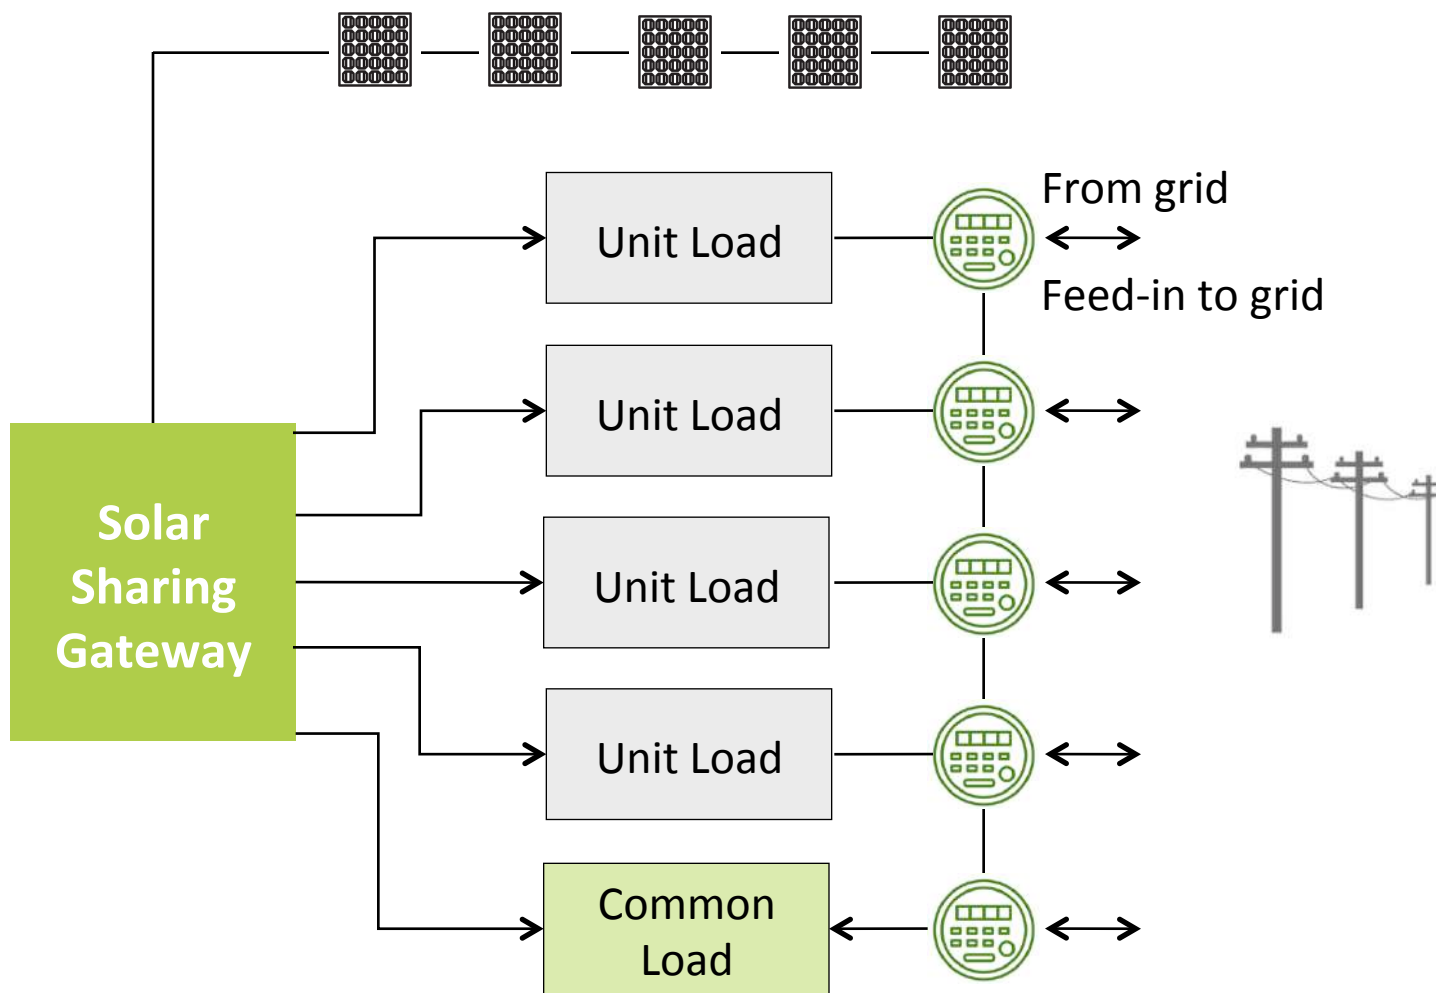 From grid
Unit Load
Feed-in to grid
Unit Load
Solar
Sharing
Gateway
Unit Load
Unit Load
Common
Load